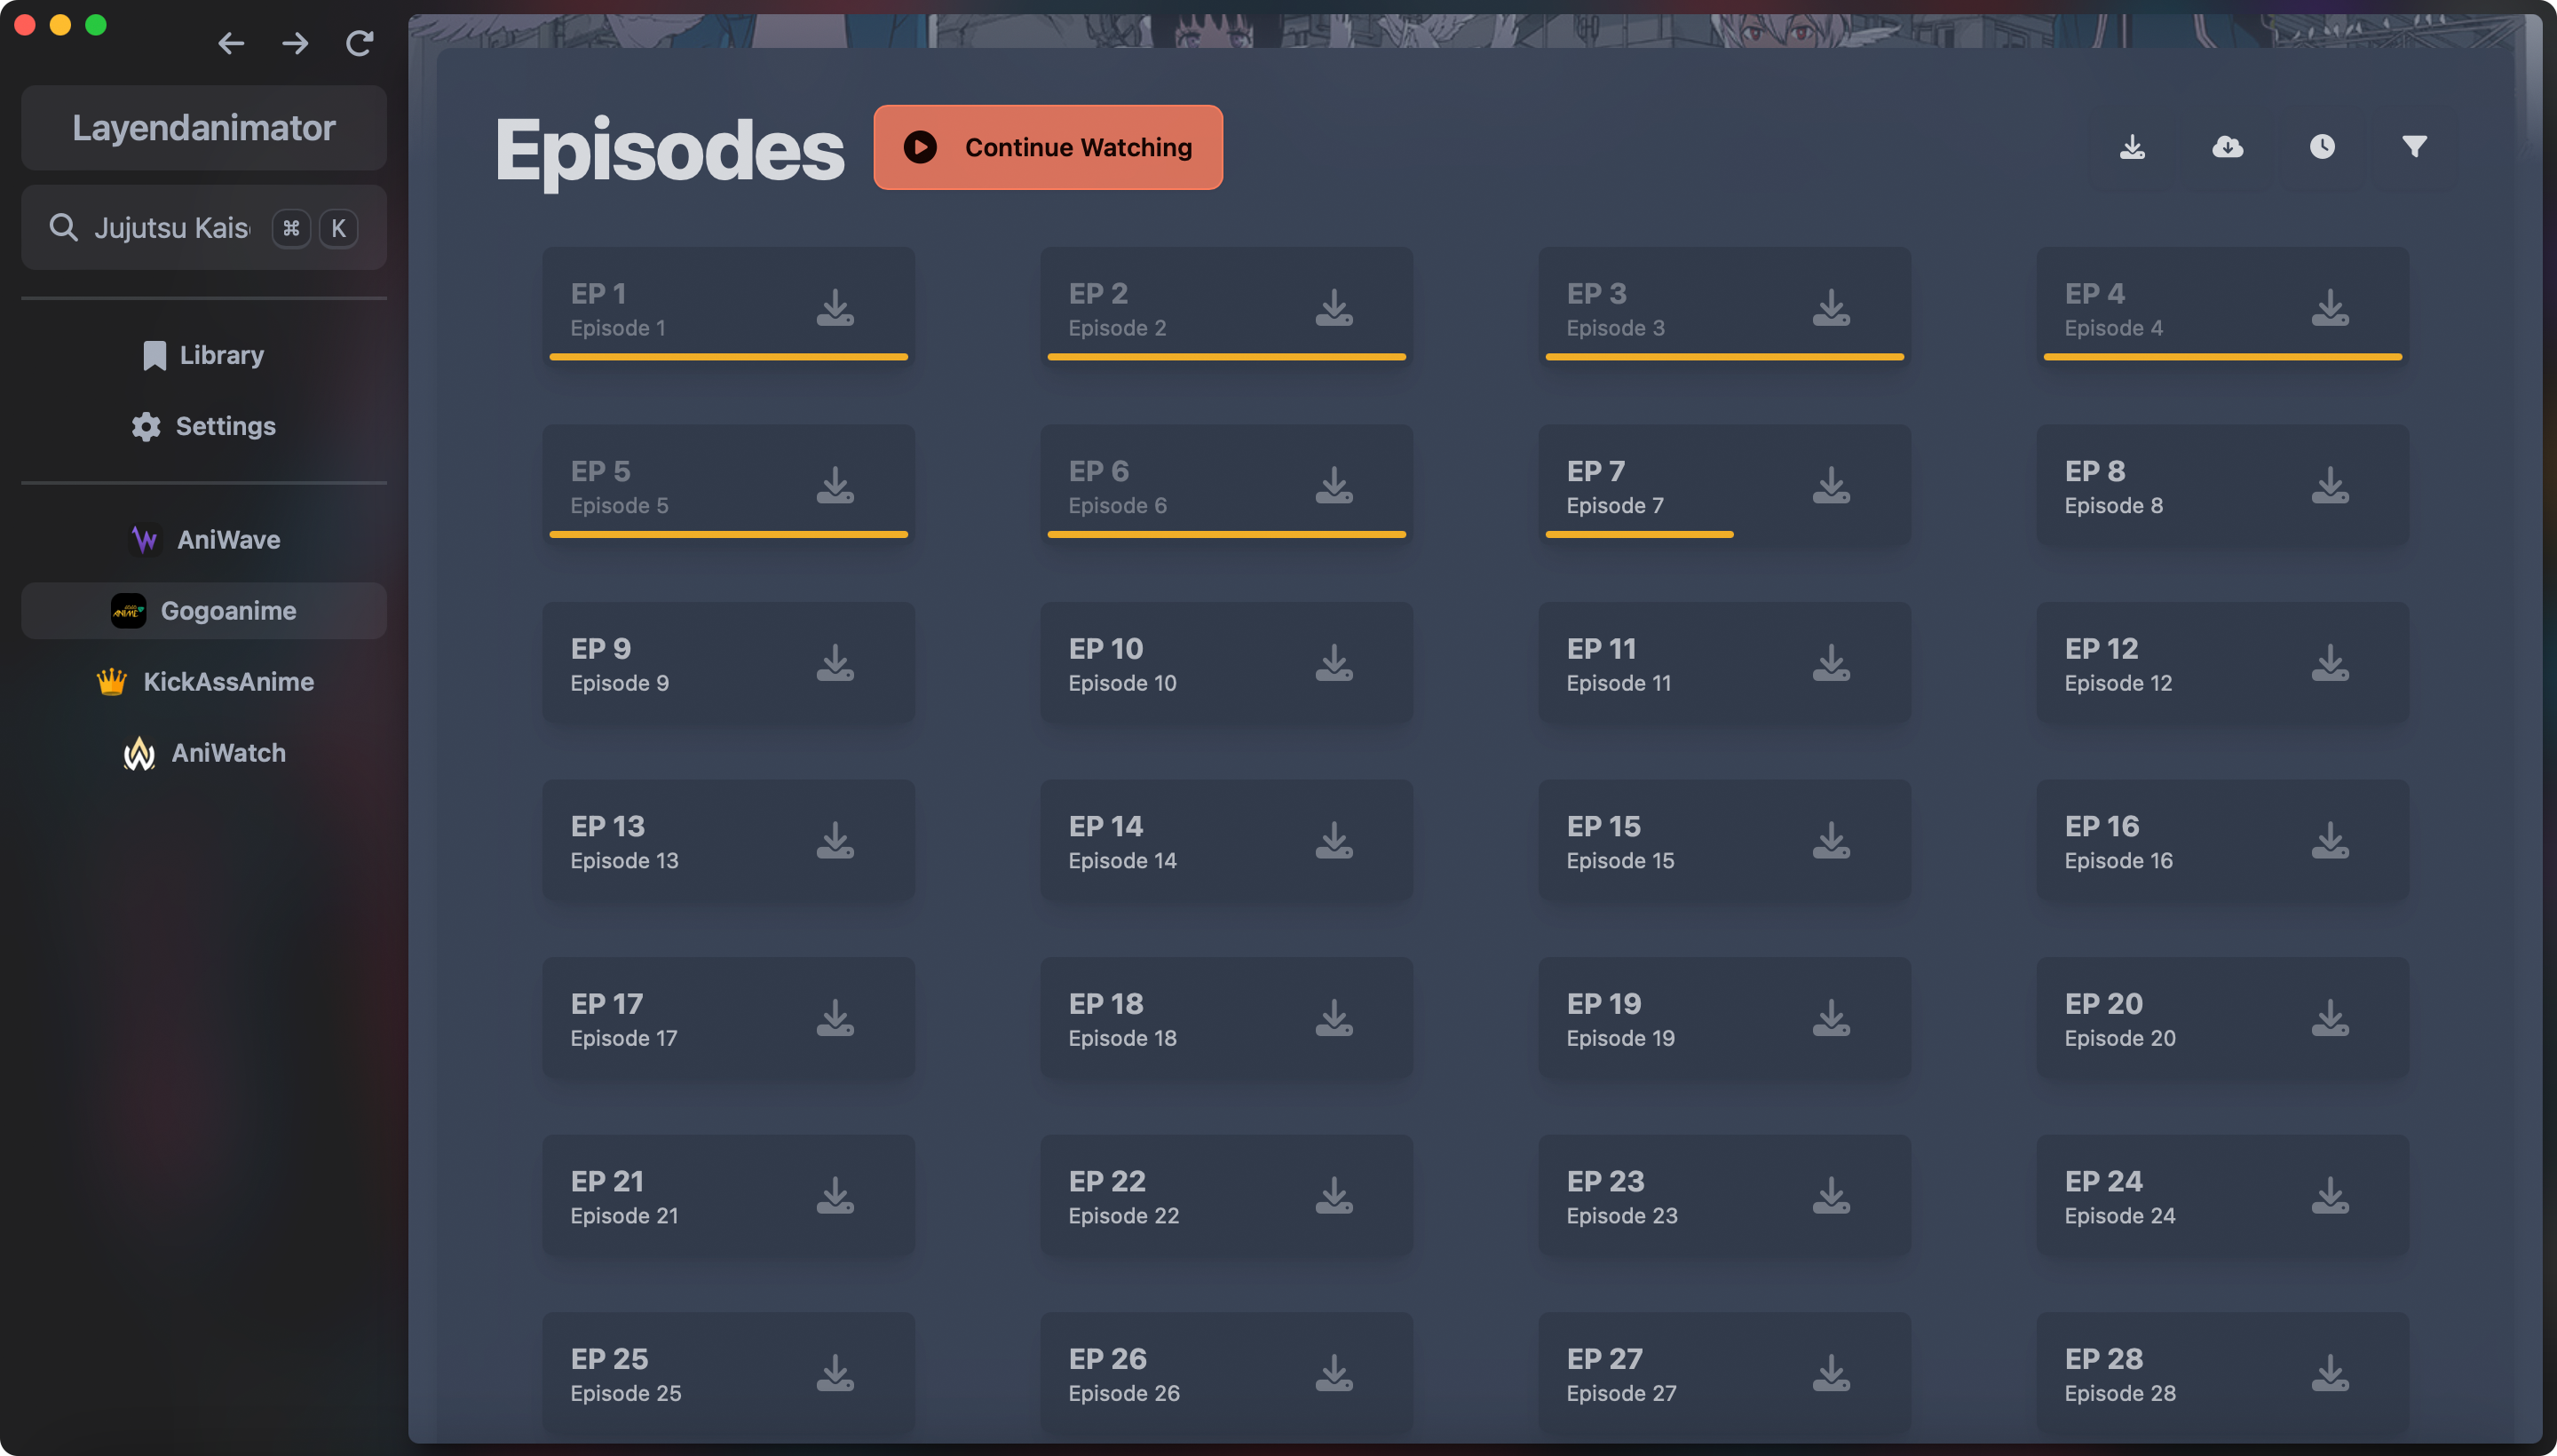 Layendanimator
Jujutsu Kais
⌘ K
Library
Settings
AniWave
Gogoanime
KickAssAnime
AniWatch
Episodes
Continue Watching
EP 1
Episode 1
EP 2
Episode 2
EP 3
Episode 3
EP 4
Episode 4
EP 5
Episode 5
EP 6
Episode 6
EP 7
Episode 7
EP 8
Episode 8
EP 9
Episode 9
EP 10
Episode 10
EP 11
Episode 11
EP 12
Episode 12
EP 13
Episode 13
EP 14
Episode 14
EP 15
Episode 15
EP 16
Episode 16
EP 17
Episode 17
EP 18
Episode 18
EP 19
Episode 19
EP 20
Episode 20
EP 21
Episode 21
EP 22
Episode 22
EP 23
Episode 23
EP 24
Episode 24
EP 25
Episode 25
EP 26
Episode 26
EP 27
Episode 27
EP 28
Episode 28